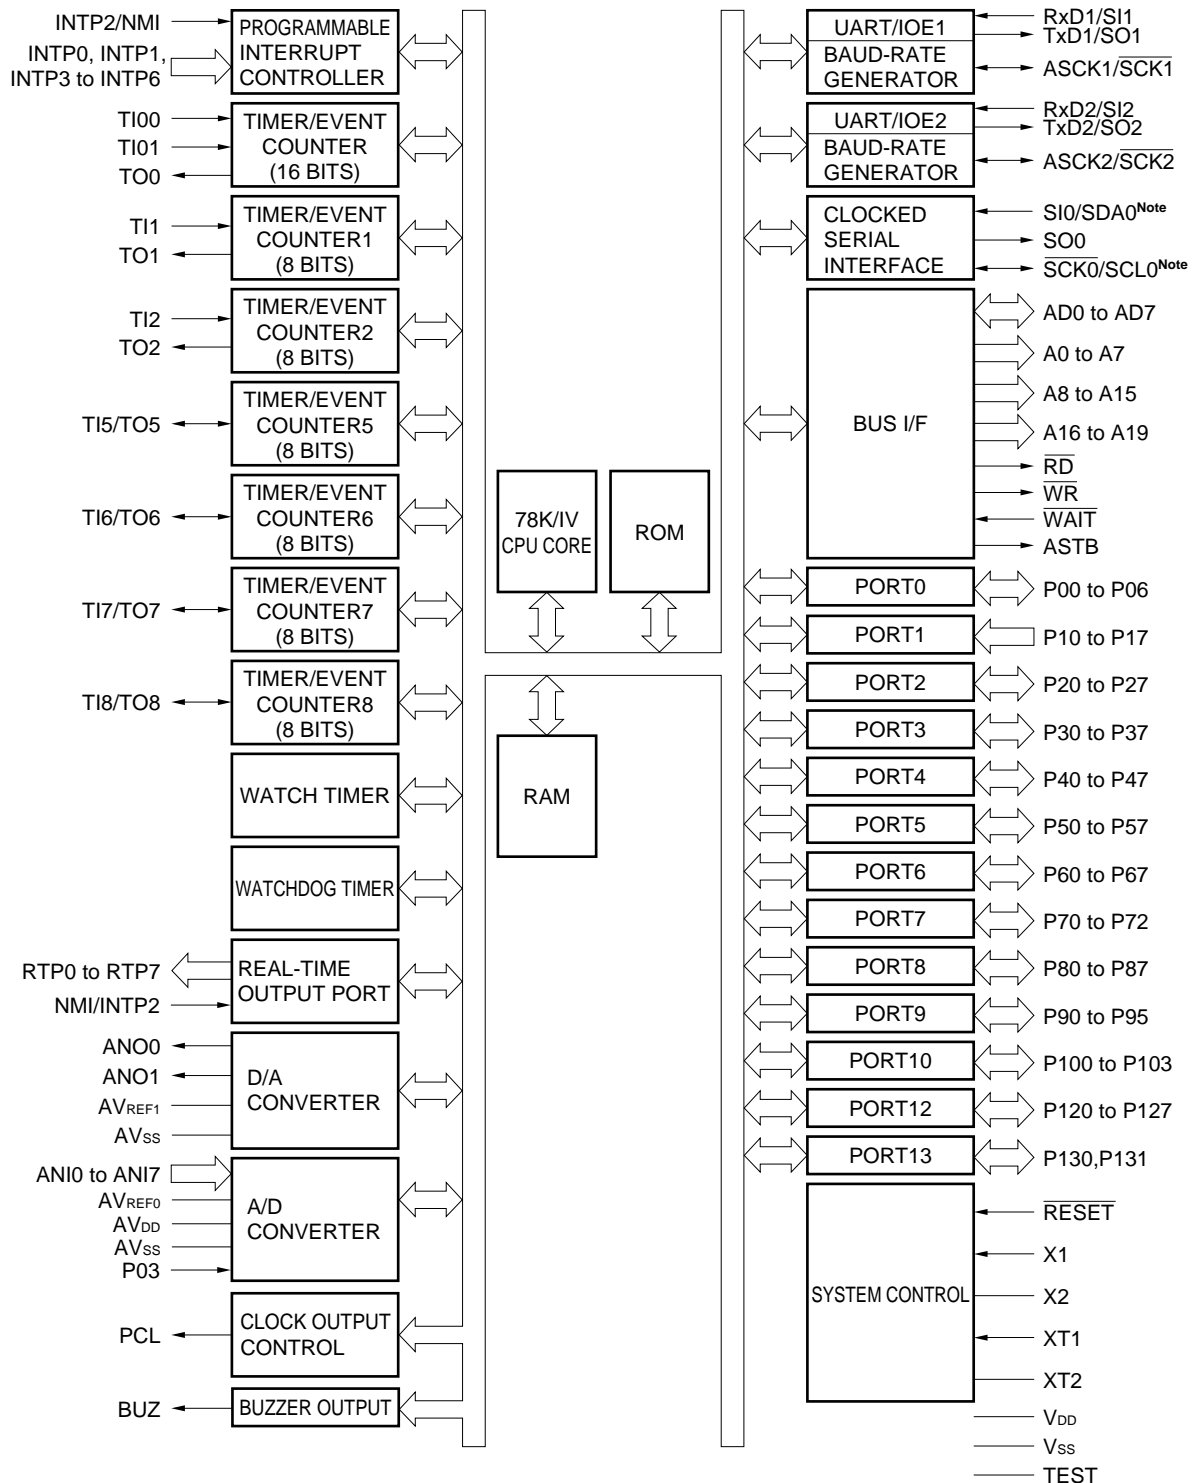 INTP2/NMI
INTP0, INTP1,
INTP3 to INTP6
PROGRAMMABLE
INTERRUPT
CONTROLLER
TI00
TI01
TO0
TIMER/EVENT
COUNTER
(16 BITS)
TI1
TO1
TIMER/EVENT
COUNTER1
(8 BITS)
TI2
TO2
TIMER/EVENT
COUNTER2
(8 BITS)
TI5/TO5
TIMER/EVENT
COUNTER5
(8 BITS)
TI6/TO6
TIMER/EVENT
COUNTER6
(8 BITS)
TI7/TO7
TIMER/EVENT
COUNTER7
(8 BITS)
TI8/TO8
TIMER/EVENT
COUNTER8
(8 BITS)
WATCH TIMER
WATCHDOG TIMER
RTP0 to RTP7
NMI/INTP2
REAL-TIME
OUTPUT PORT
ANO0
ANO1
AVREF1
AVSS
D/A
CONVERTER
ANI0 to ANI7
AVREF0
AVDD
AVSS
P03
A/D
CONVERTER
PCL
CLOCK OUTPUT
CONTROL
BUZ
BUZZER OUTPUT
78K/IV
CPU CORE
ROM
RAM
UART/IOE1
BAUD-RATE
GENERATOR
RxD1/SI1
TxD1/SO1
ASCK1/SCK1
UART/IOE2
BAUD-RATE
GENERATOR
RxD2/SI2
TxD2/SO2
ASCK2/SCK2
CLOCKED
SERIAL
INTERFACE
SI0/SDA0Note
SO0
SCK0/SCL0Note
BUS I/F
AD0 to AD7
A0 to A7
A8 to A15
A16 to A19
RD
WR
WAIT
ASTB
PORT0
P00 to P06
PORT1
P10 to P17
PORT2
P20 to P27
PORT3
P30 to P37
PORT4
P40 to P47
PORT5
P50 to P57
PORT6
P60 to P67
PORT7
P70 to P72
PORT8
P80 to P87
PORT9
P90 to P95
PORT10
P100 to P103
PORT12
P120 to P127
PORT13
P130,P131
SYSTEM CONTROL
RESET
X1
X2
XT1
XT2
VDD
VSS
TEST